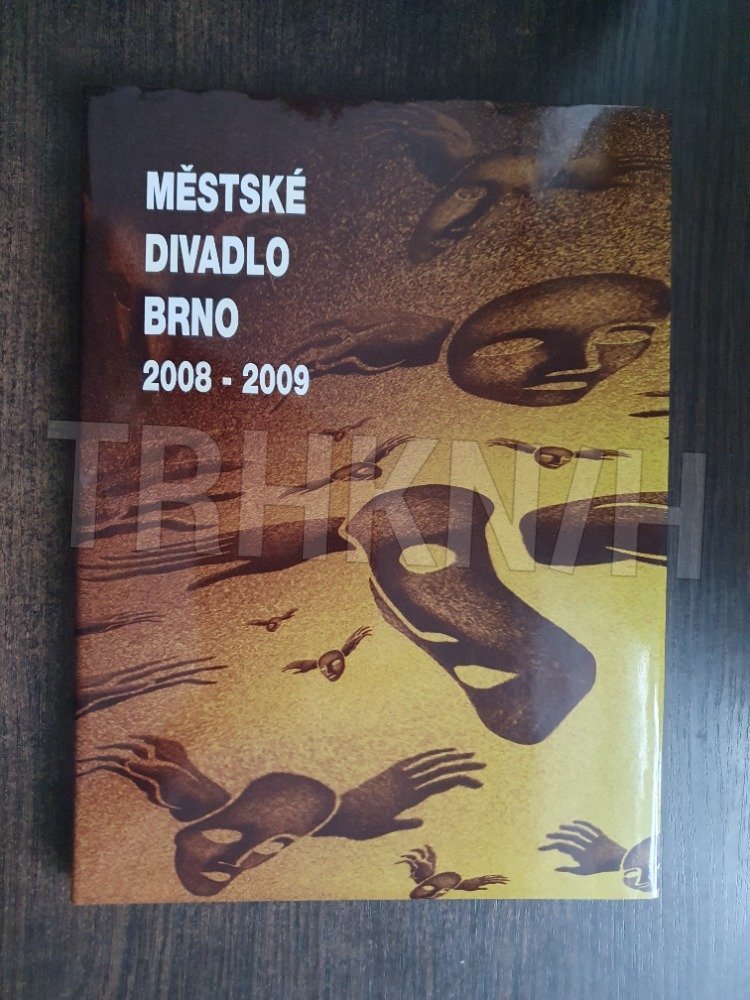 MĚSTSKÉ
DIVADLO
BRNO
2008 - 2009
TRHKNIH